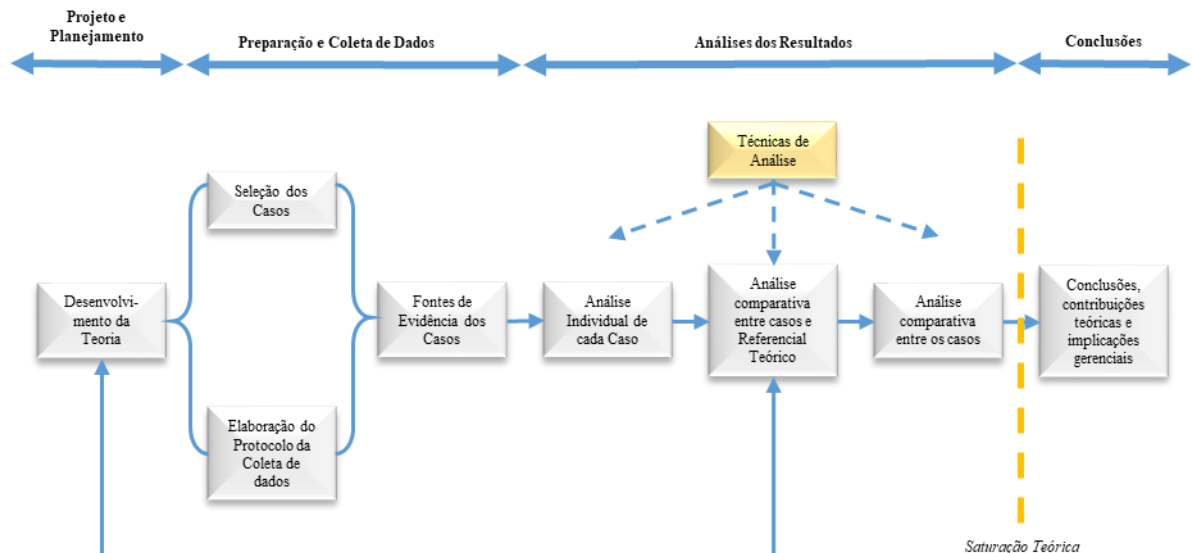 Projeto e
Planejamento
Preparação e Coleta de Dados
Análises dos Resultados
Conclusões
Técnicas de
Análise
Seleção dos
Casos
Desenvolvi-
mento da
Teoria
Fontes de
Evidência dos
Casos
Análise
Individual de
cada Caso
Análise
comparativa
entre casos e
Referencial
Teórico
Análise
comparativa
entre os casos
Conclusões,
contribuições
teóricas e
implicações
gerenciais
Elaboração do
Protocolo da
Coleta de
dados
Saturação Teórica